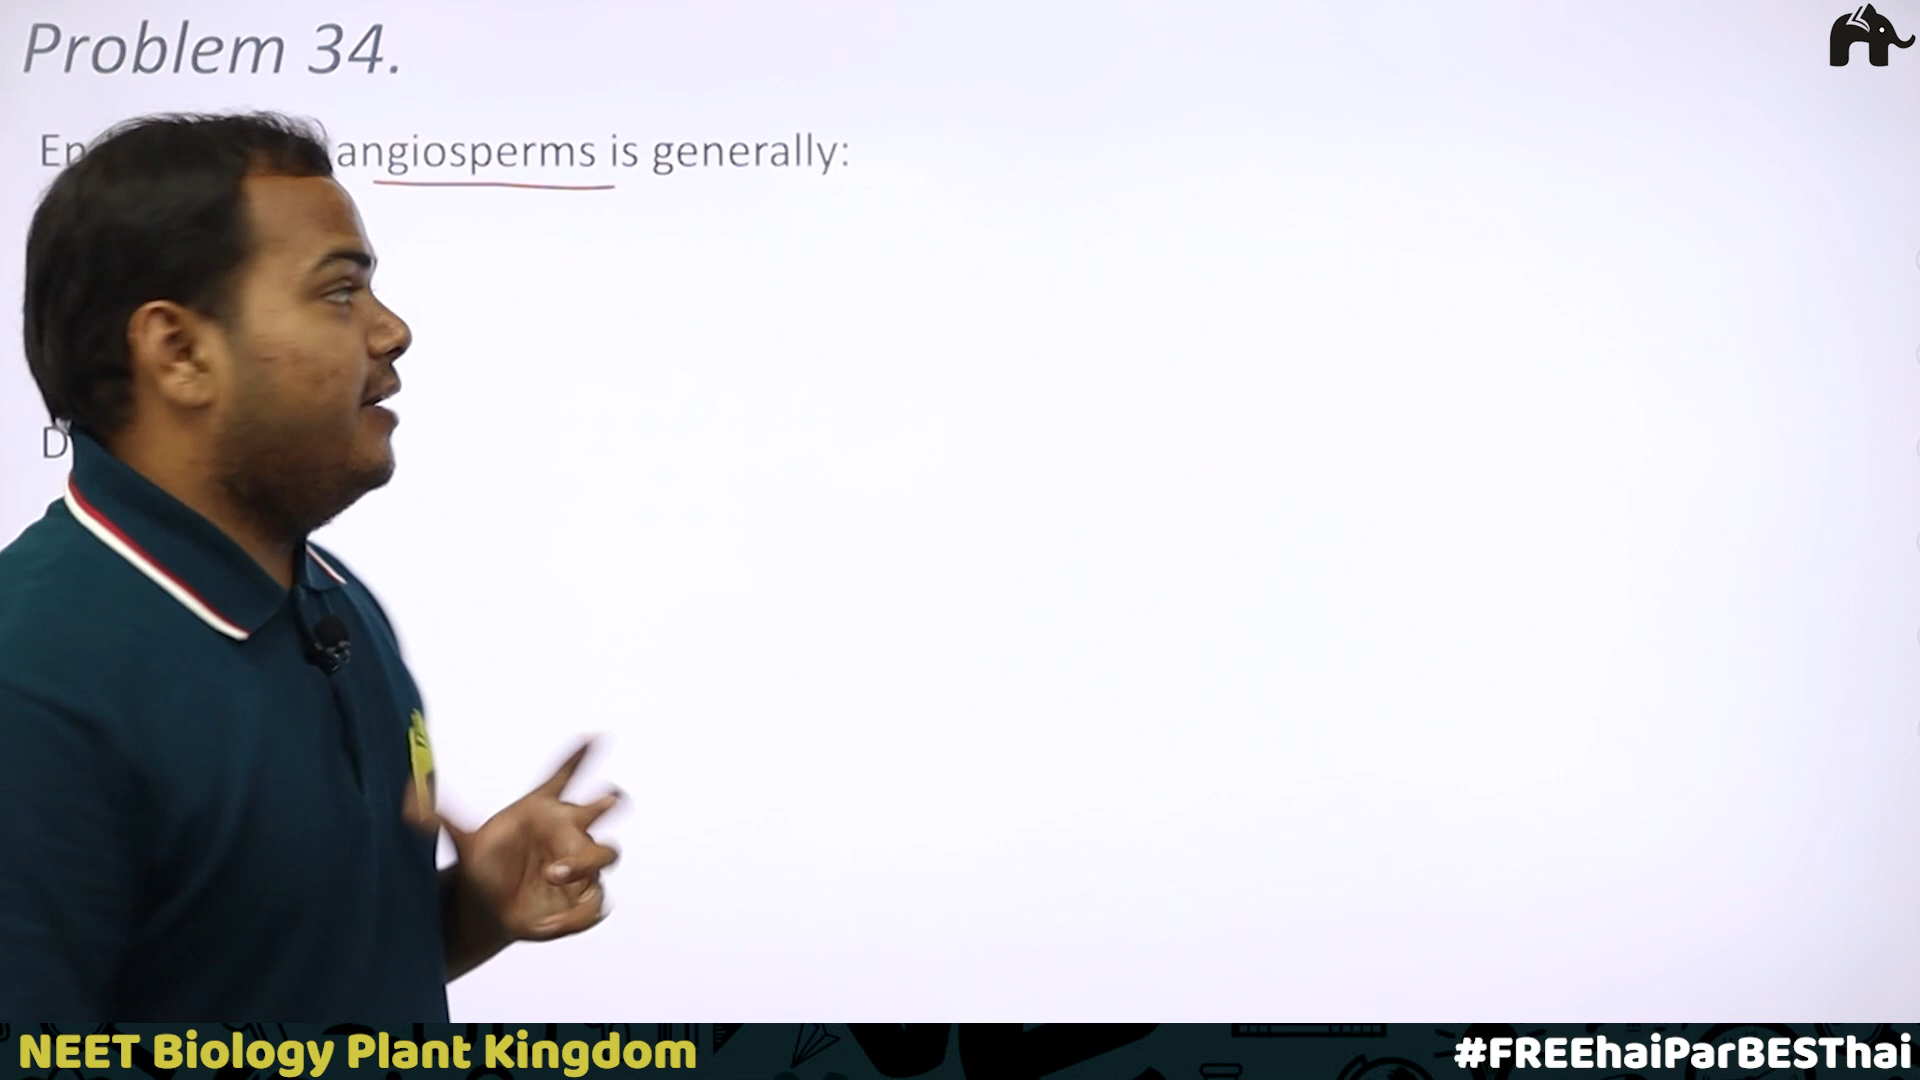 Problem 34.
angiosperms is generally:
NEET Biology Plant Kingdom
#FREEhaiParBESThai